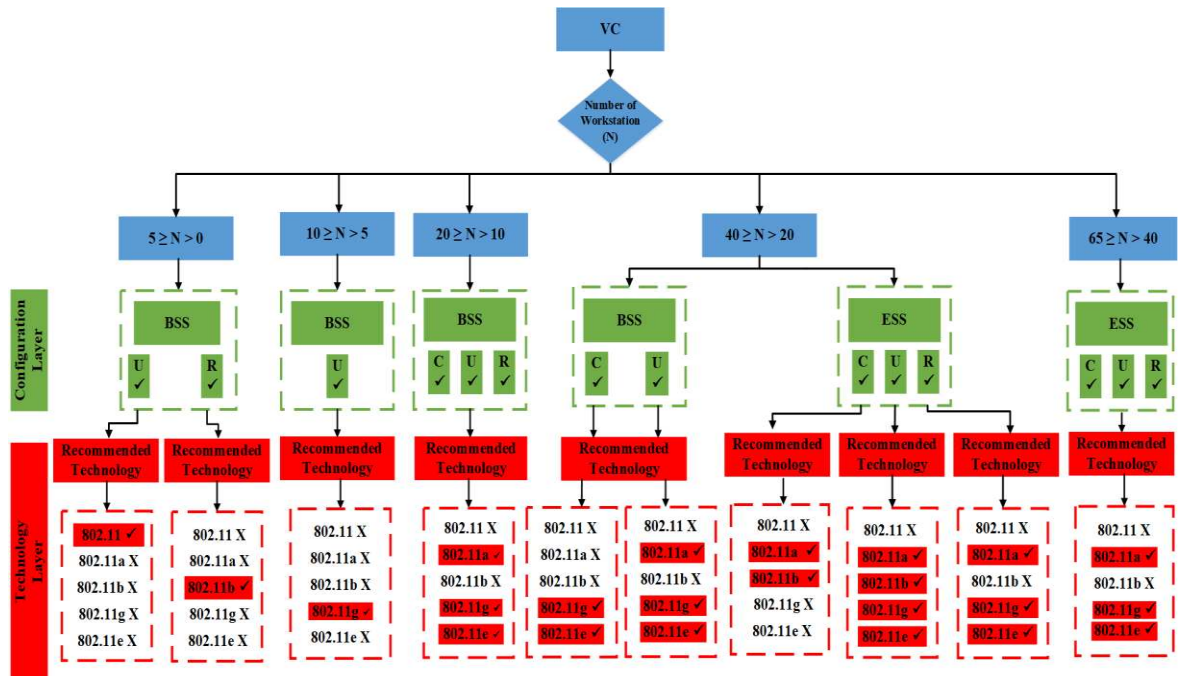 VC
Number of
Workstation
(N)
5 ≥ N > 0
10 ≥ N > 5
20 ≥ N > 10
40 ≥ N > 20
65 ≥ N > 40
Configuration
Layer
BSS
U ✓
R ✓
BSS
U ✓
BSS
C ✓
U ✓
R ✓
BSS
C ✓
U ✓
ESS
C ✓
U ✓
R ✓
ESS
C ✓
U ✓
R ✓
Technology
Layer
Recommended
Technology
802.11 ✓
802.11a X
802.11b X
802.11g X
802.11e X
Recommended
Technology
802.11 X
802.11a X
802.11b ✓
802.11g X
802.11e X
Recommended
Technology
802.11 X
802.11a X
802.11b X
802.11g ✓
802.11e X
Recommended
Technology
802.11 X
802.11a ✓
802.11b X
802.11g ✓
802.11e ✓
Recommended
Technology
802.11 X
802.11a X
802.11b X
802.11g ✓
802.11e ✓
802.11 X
802.11a ✓
802.11b X
802.11g ✓
802.11e ✓
Recommended
Technology
802.11 X
802.11a ✓
802.11b ✓
802.11g X
802.11e X
Recommended
Technology
802.11 X
802.11a ✓
802.11b ✓
802.11g ✓
802.11e ✓
Recommended
Technology
802.11 X
802.11a ✓
802.11b X
802.11g ✓
802.11e ✓
Recommended
Technology
802.11 X
802.11a ✓
802.11b X
802.11g ✓
802.11e ✓